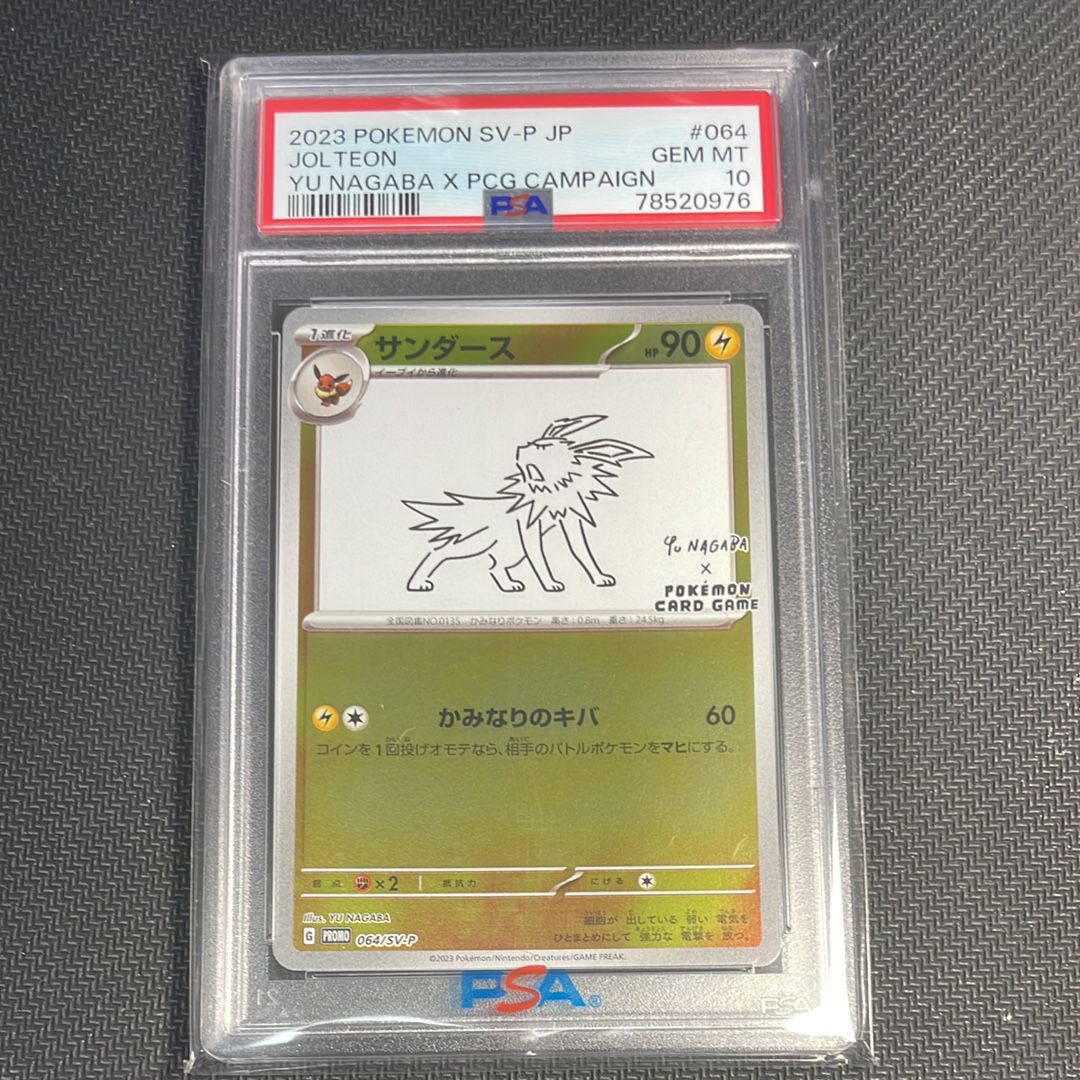 2023 POKEMON SV-P JP #064
JOLTEON GEM MT
YU NAGABA X PCG CAMPAIGN 10
PSA 78520976
1進化 サンダース HP 90
イーブイから進化
YU NAGABA
×
POKÉMON
CARD GAME
全国図鑑NO.0135 かみなりポケモン 高さ:0.8m 重さ:24.5kg
かみなりのキバ 60
コインを1回投げオモテなら、相手のバトルポケモンをマヒにする。
弱点 ×2 抵抗力 にげる
Illus. YU NAGABA
細胞が出している弱い電気を
ひとまとめにして強力な電撃を放つ。
G PROMO 064/SV-P
©2023 Pokémon/Nintendo/Creatures/GAME FREAK.
PSA®
PSA